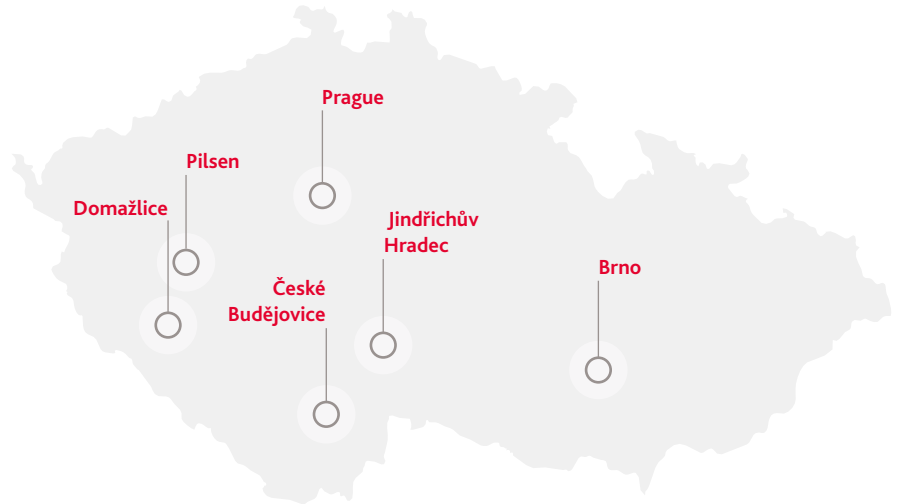 Prague
Pilsen
Domažlice
Jindřichův
Hradec
Brno
České
Budějovice